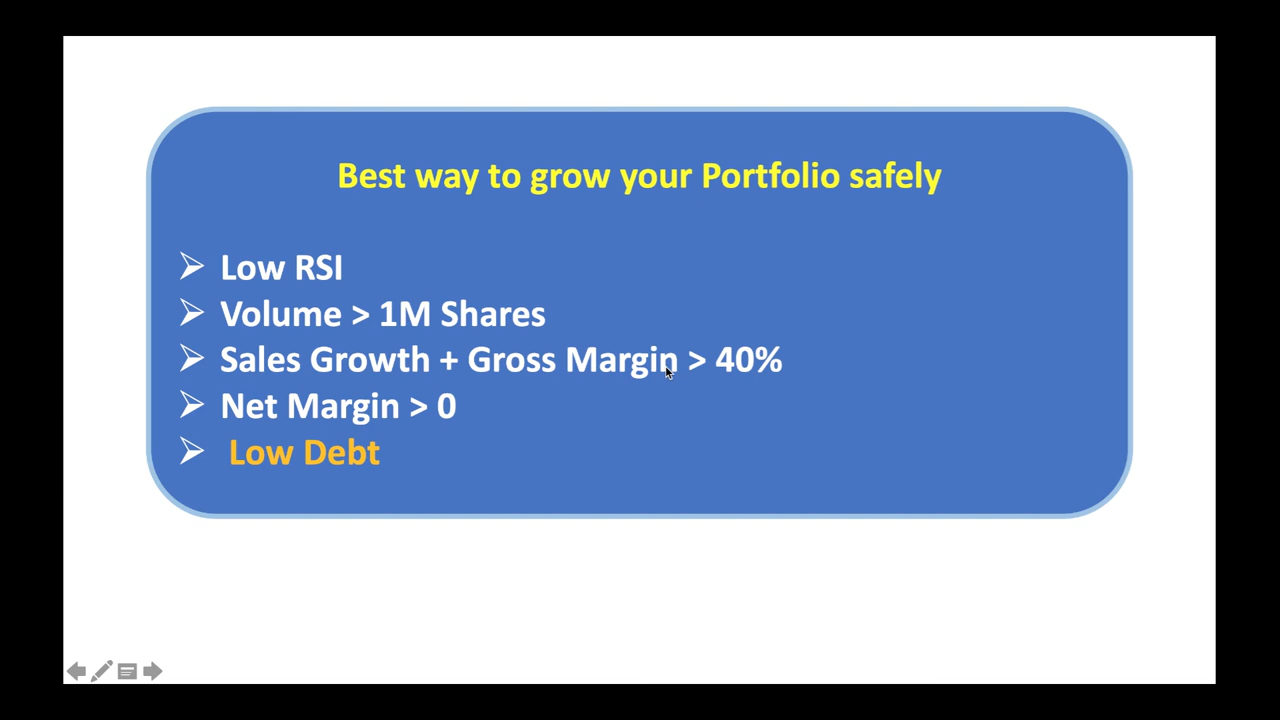 Best way to grow your Portfolio safely
➢ Low RSI
➢ Volume > 1M Shares
➢ Sales Growth + Gross Margin > 40%
➢ Net Margin > 0
➢ Low Debt